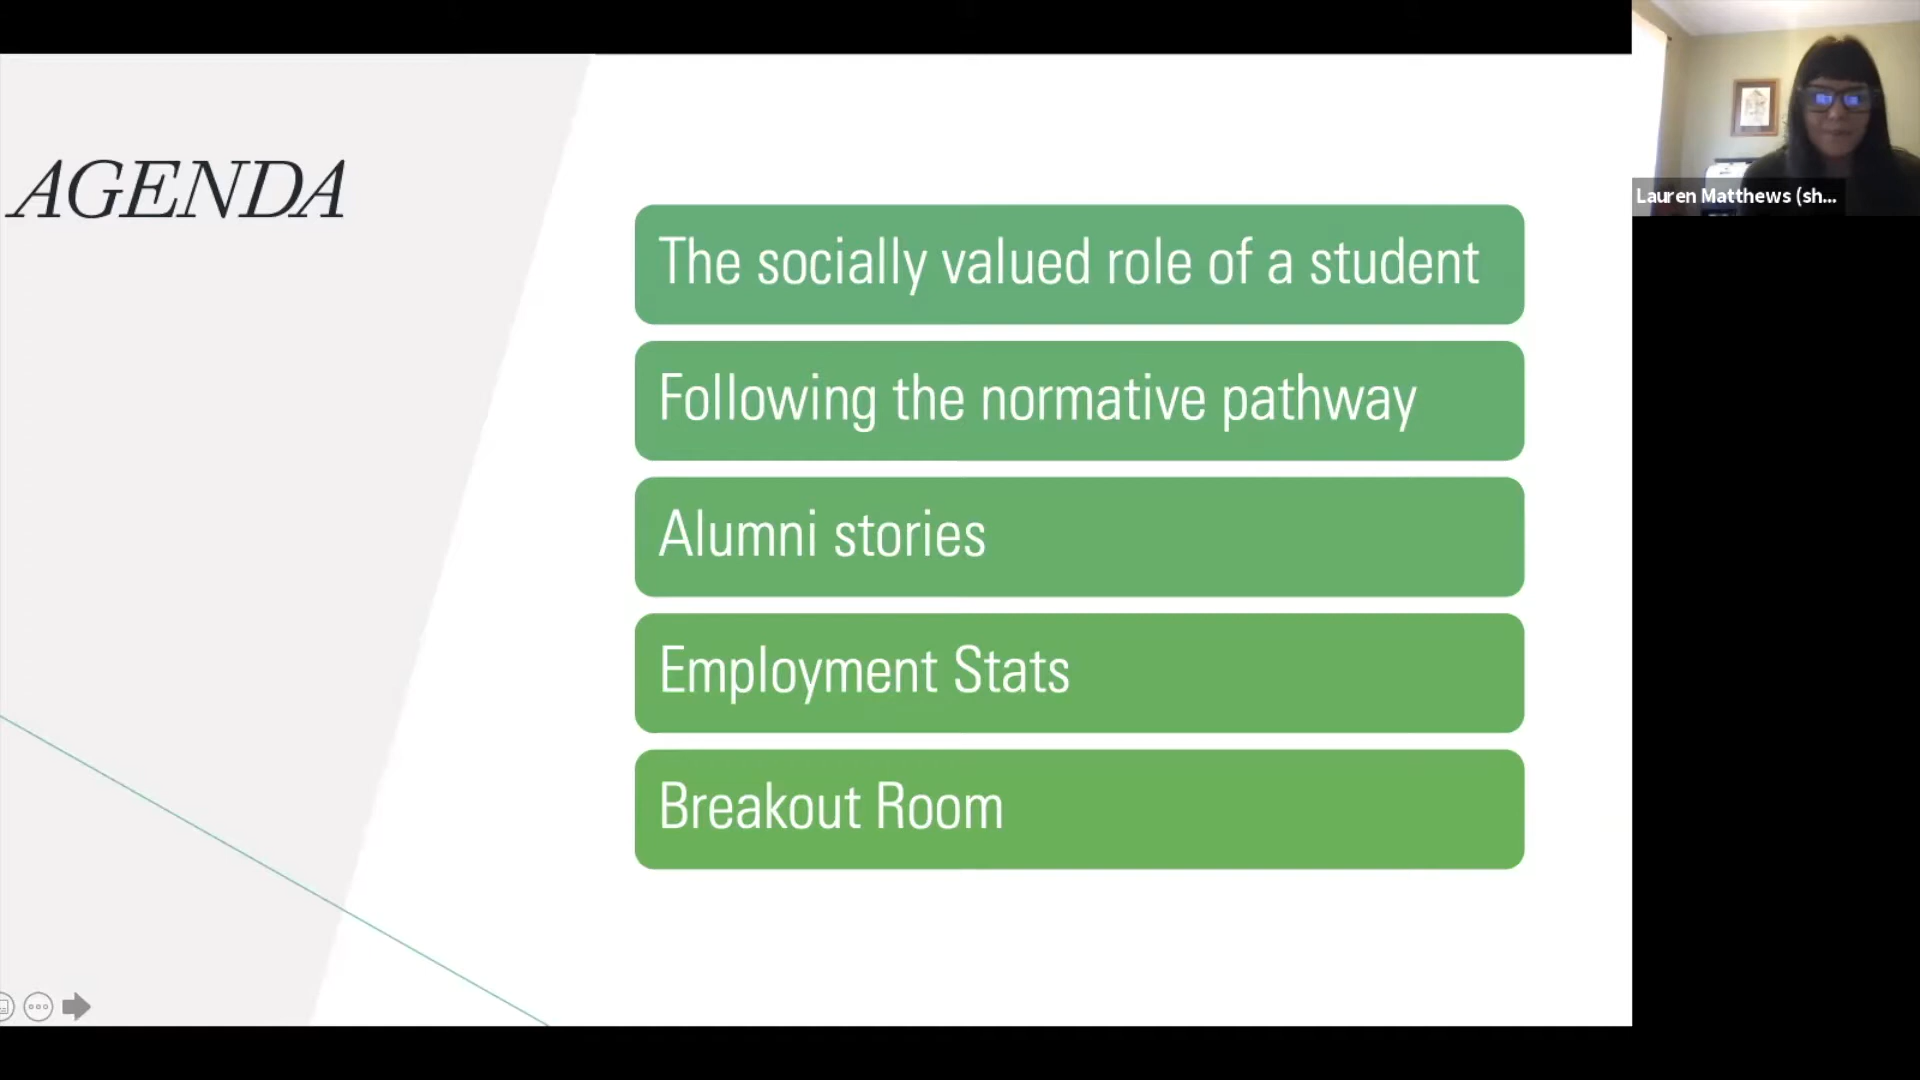 AGENDA
The socially valued role of a student
Following the normative pathway
Alumni stories
Employment Stats
Breakout Room
Lauren Matthews (sh...